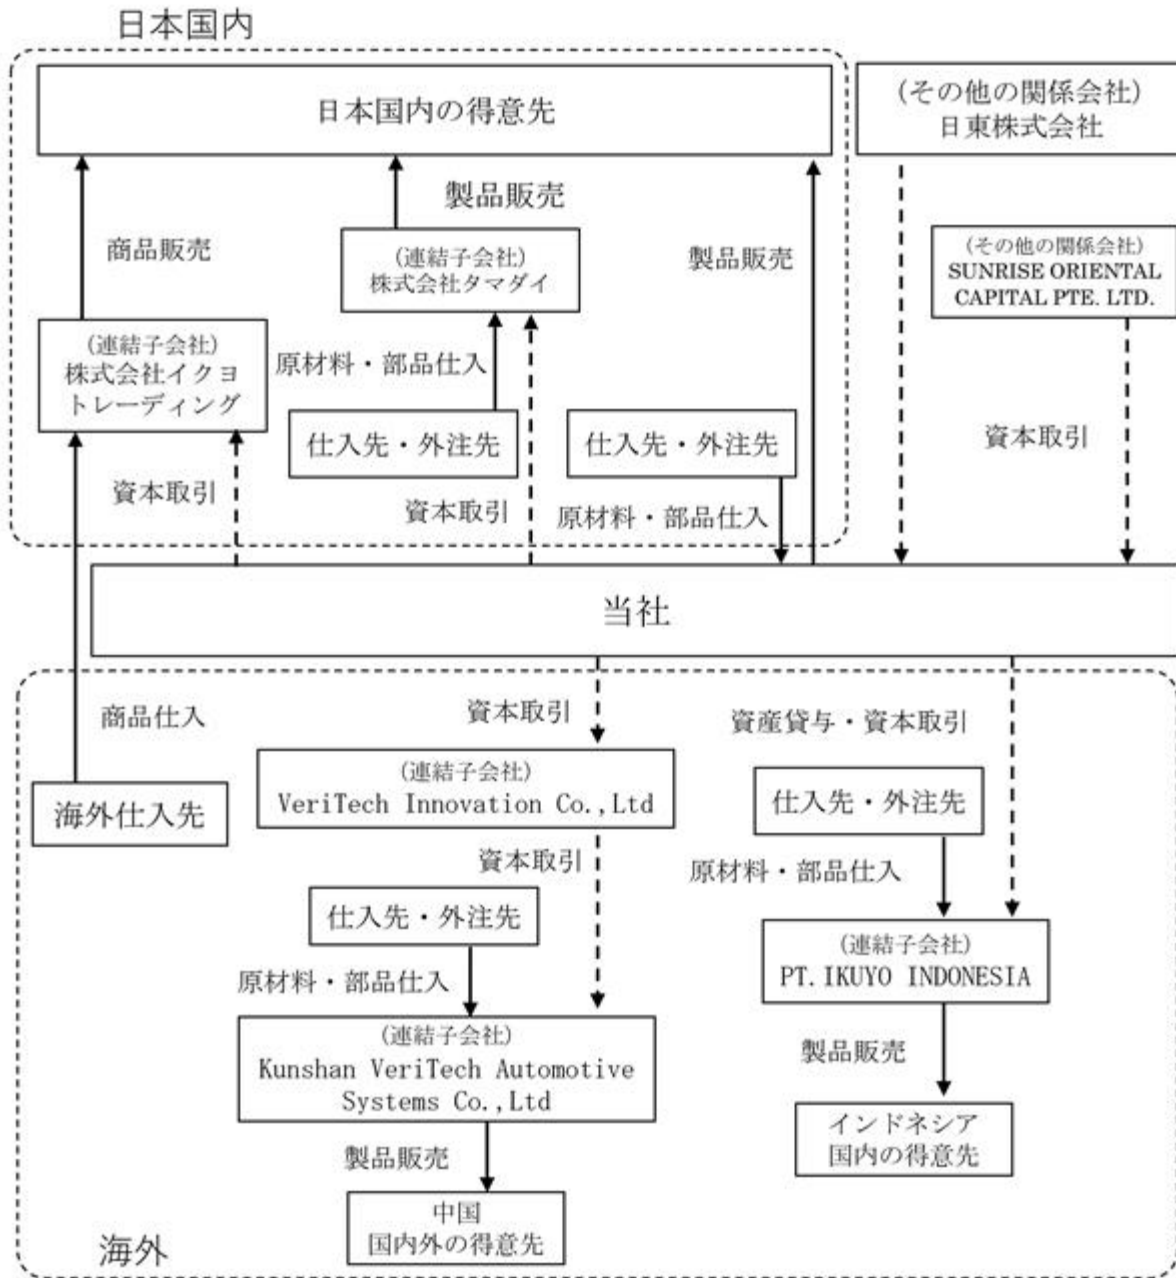 日本国内
日本国内の得意先
(その他の関係会社)
日東株式会社
製品販売
商品販売
(連結子会社)
株式会社タマダイ
製品販売
(その他の関係会社)
SUNRISE ORIENTAL
CAPITAL PTE. LTD.
(連結子会社)
株式会社イクヨ
トレーディング
原材料・部品仕入
仕入先・外注先
仕入先・外注先
資本取引
資本取引
資本取引
原材料・部品仕入
当社
商品仕入
資本取引
資産貸与・資本取引
海外仕入先
(連結子会社)
VeriTech Innovation Co.,Ltd
仕入先・外注先
資本取引
原材料・部品仕入
仕入先・外注先
原材料・部品仕入
(連結子会社)
PT. IKUYO INDONESIA
(連結子会社)
Kunshan VeriTech Automotive
Systems Co.,Ltd
製品販売
製品販売
インドネシア
国内の得意先
中国
国内外の得意先
海外